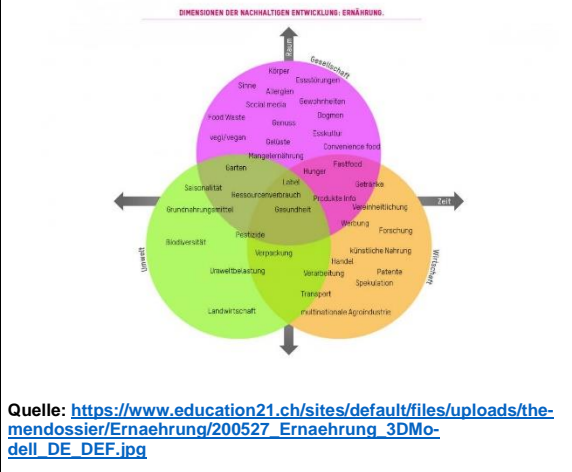 DIMENSIONEN DER NACHHALTIGEN ENTWICKLUNG: ERNÄHRUNG.
Raum
Gesellschaft
Körper
Sinne
Essstörungen
Allergien
Social media
Gewohnheiten
Food Waste
Dogmen
Genuss
vegi/vegan
Esskultur
Gelüste
Convenience food
Mangelernährung
Fastfood
Garten
Hunger
Label
Getränke
Saisonalität
Ressourcenverbrauch
Produkte Info
Zeit
Grundnahrungsmittel
Gesundheit
Vereinheitlichung
Werbung
Pestizide
Forschung
Biodiversität
künstliche Nahrung
Verpackung
Handel
Umwelt
Wirtschaft
Umweltbelastung
Verarbeitung
Patente
Spekulation
Transport
Landwirtschaft
multinationale Agroindustrie
Quelle: https://www.education21.ch/sites/default/files/uploads/the-
mendossier/Ernaehrung/200527_Ernaehrung_3DMo-
dell_DE_DEF.jpg